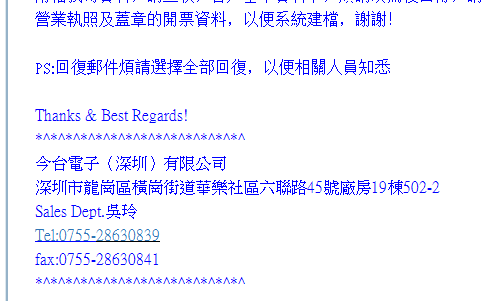 營業執照及蓋章的開票資料，以便系統建檔，謝謝!
PS:回復郵件煩請選擇全部回復，以便相關人員知悉
Thanks & Best Regards!
*^*^*^*^*^*^*^*^*^*^*^*^*^*^
今台電子（深圳）有限公司
深圳市龍崗區橫崗街道華樂社區六聯路45號廠房19棟502-2
Sales Dept.吳玲
Tel:0755-28630839
fax:0755-28630841
*^*^*^*^*^*^*^*^*^*^*^*^*^*^